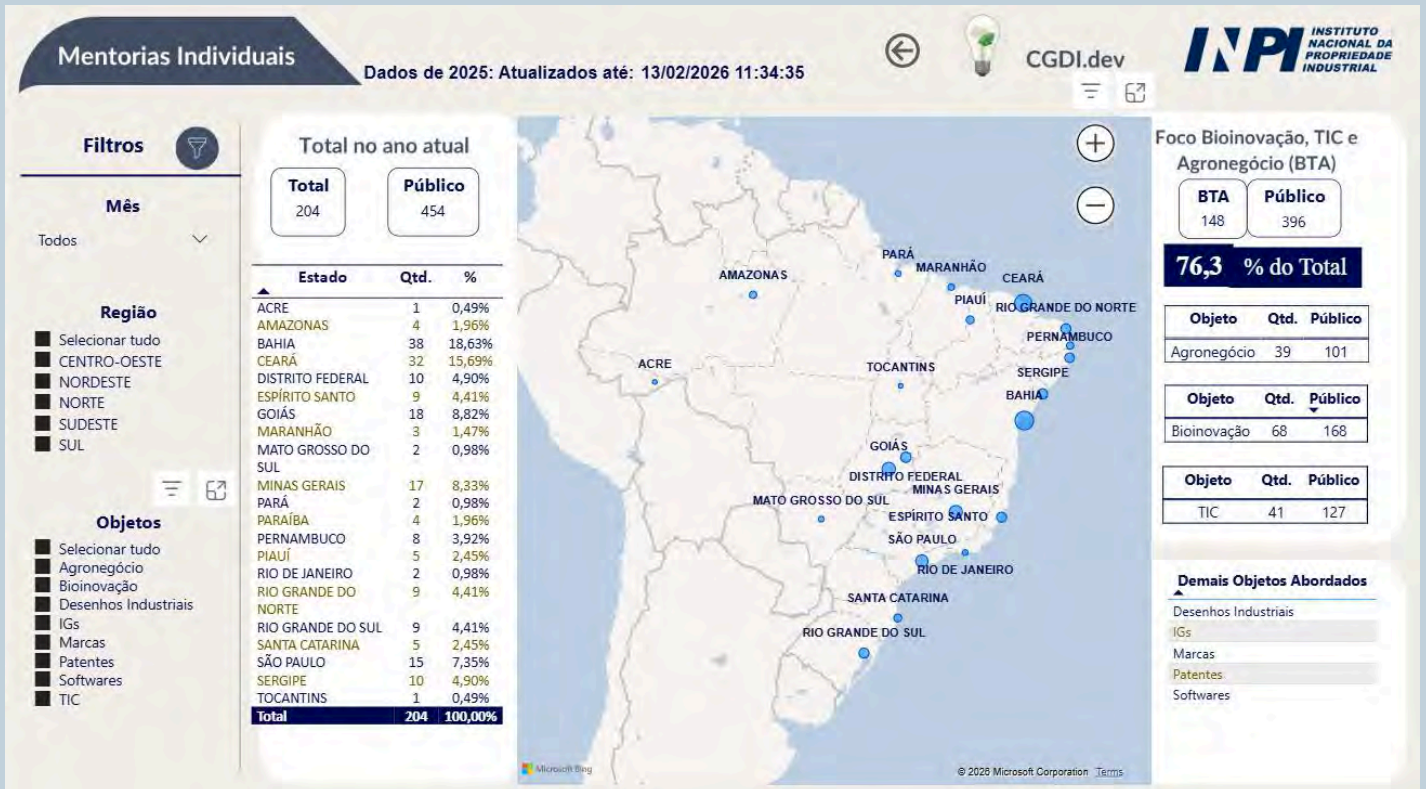 Mentorias Individuais
Dados de 2025: Atualizados até: 13/02/2026 11:34:35
CGDI.dev
INPI
INSTITUTO
NACIONAL DA
PROPRIEDADE
INDUSTRIAL
Filtros
Mês
Todos
Região
Selecionar tudo
CENTRO-OESTE
NORDESTE
NORTE
SUDESTE
SUL
Objetos
Selecionar tudo
Agronegócio
Bioinovação
Desenhos Industriais
IGs
Marcas
Patentes
Softwares
TIC
Total no ano atual
Total
204
Público
454
Estado Qtd. %
ACRE 1 0,49%
AMAZONAS 4 1,96%
BAHIA 38 18,63%
CEARÁ 32 15,69%
DISTRITO FEDERAL 10 4,90%
ESPÍRITO SANTO 9 4,41%
GOIÁS 18 8,82%
MARANHÃO 3 1,47%
MATO GROSSO DO 2 0,98%
SUL
MINAS GERAIS 17 8,33%
PARÁ 2 0,98%
PARAÍBA 4 1,96%
PERNAMBUCO 8 3,92%
PIAUÍ 5 2,45%
RIO DE JANEIRO 2 0,98%
RIO GRANDE DO 9 4,41%
NORTE
RIO GRANDE DO SUL 9 4,41%
SANTA CATARINA 5 2,45%
SÃO PAULO 15 7,35%
SERGIPE 10 4,90%
TOCANTINS 1 0,49%
Total 204 100,00%
PARÁ
MARANHÃO
AMAZONAS
CEARÁ
PIAUÍ
RIO GRANDE DO NORTE
PERNAMBUCO
ACRE
TOCANTINS
SERGIPE
BAHIA
GOIÁS
DISTRITO FEDERAL
MINAS GERAIS
MATO GROSSO DO SUL
ESPÍRITO SANTO
SÃO PAULO
RIO DE JANEIRO
SANTA CATARINA
RIO GRANDE DO SUL
Microsoft Bing
© 2026 Microsoft Corporation Terms
Foco Bioinovação, TIC e
Agronegócio (BTA)
BTA
148
Público
396
76,3 % do Total
Objeto Qtd. Público
Agronegócio 39 101
Objeto Qtd. Público
Bioinovação 68 168
Objeto Qtd. Público
TIC 41 127
Demais Objetos Abordados
Desenhos Industriais
IGs
Marcas
Patentes
Softwares